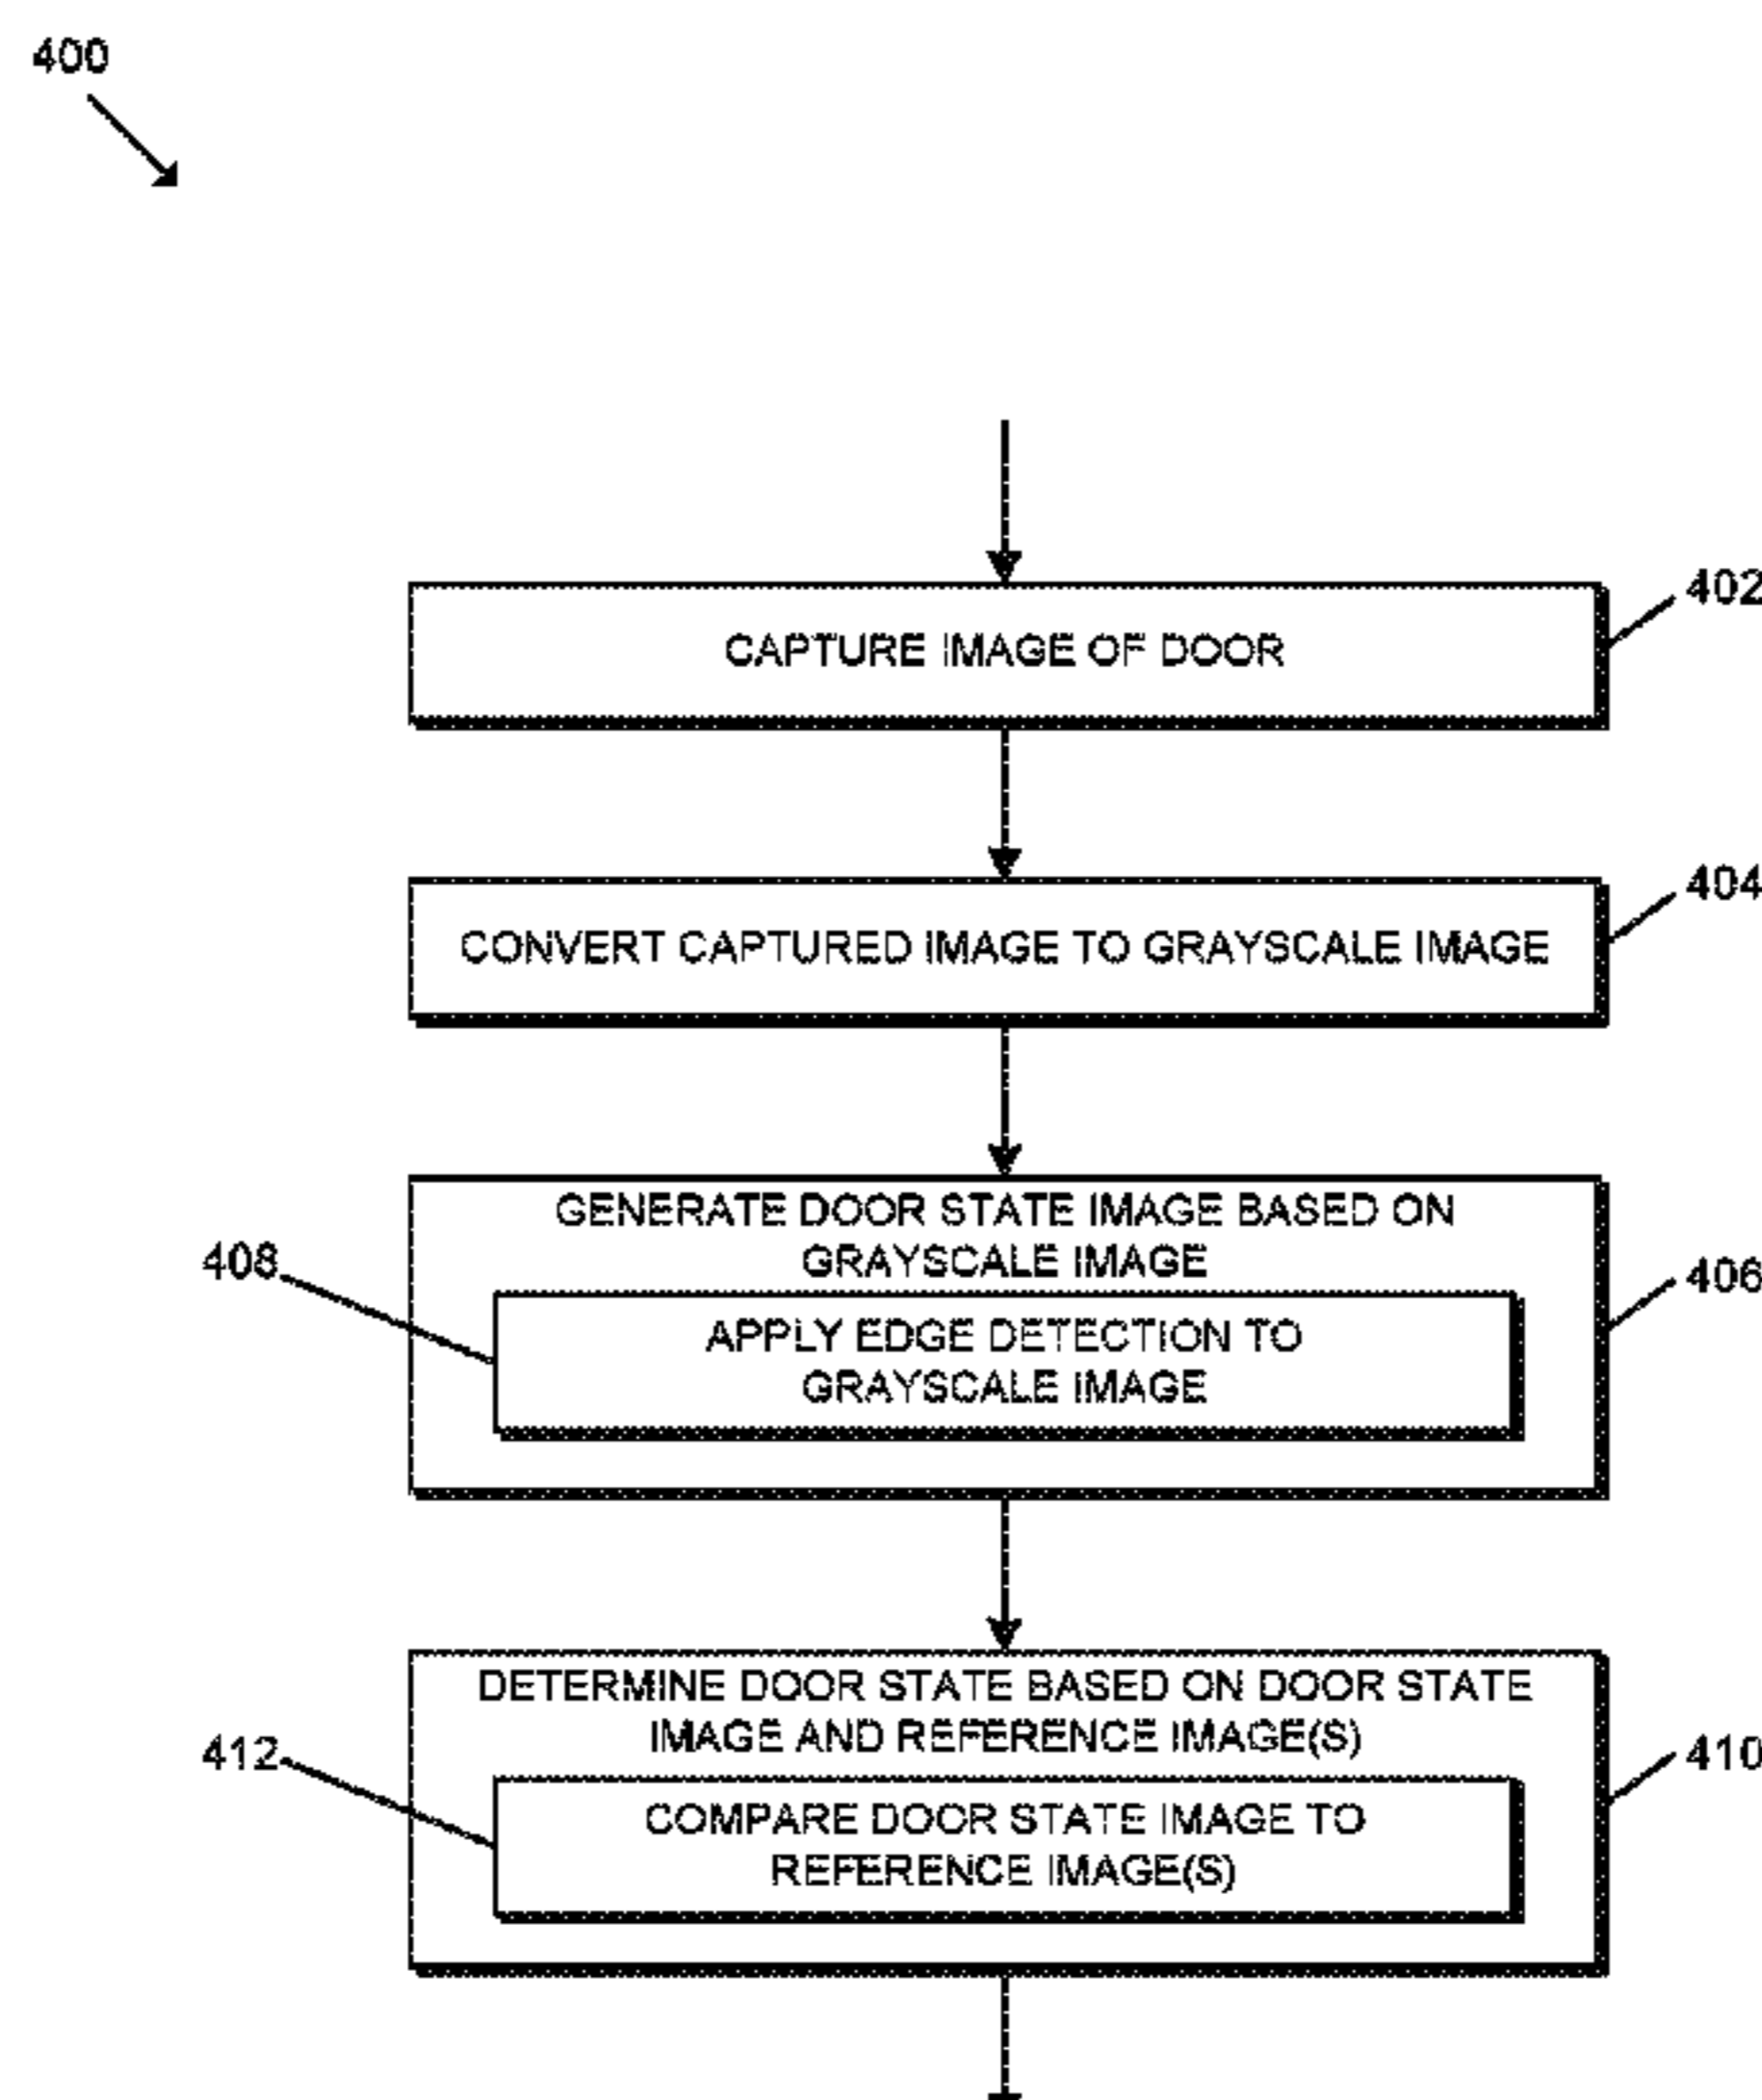 400
CAPTURE IMAGE OF DOOR
402
CONVERT CAPTURED IMAGE TO GRAYSCALE IMAGE
404
GENERATE DOOR STATE IMAGE BASED ON
GRAYSCALE IMAGE
406
408
APPLY EDGE DETECTION TO
GRAYSCALE IMAGE
DETERMINE DOOR STATE BASED ON DOOR STATE
IMAGE AND REFERENCE IMAGE(S)
410
412
COMPARE DOOR STATE IMAGE TO
REFERENCE IMAGE(S)